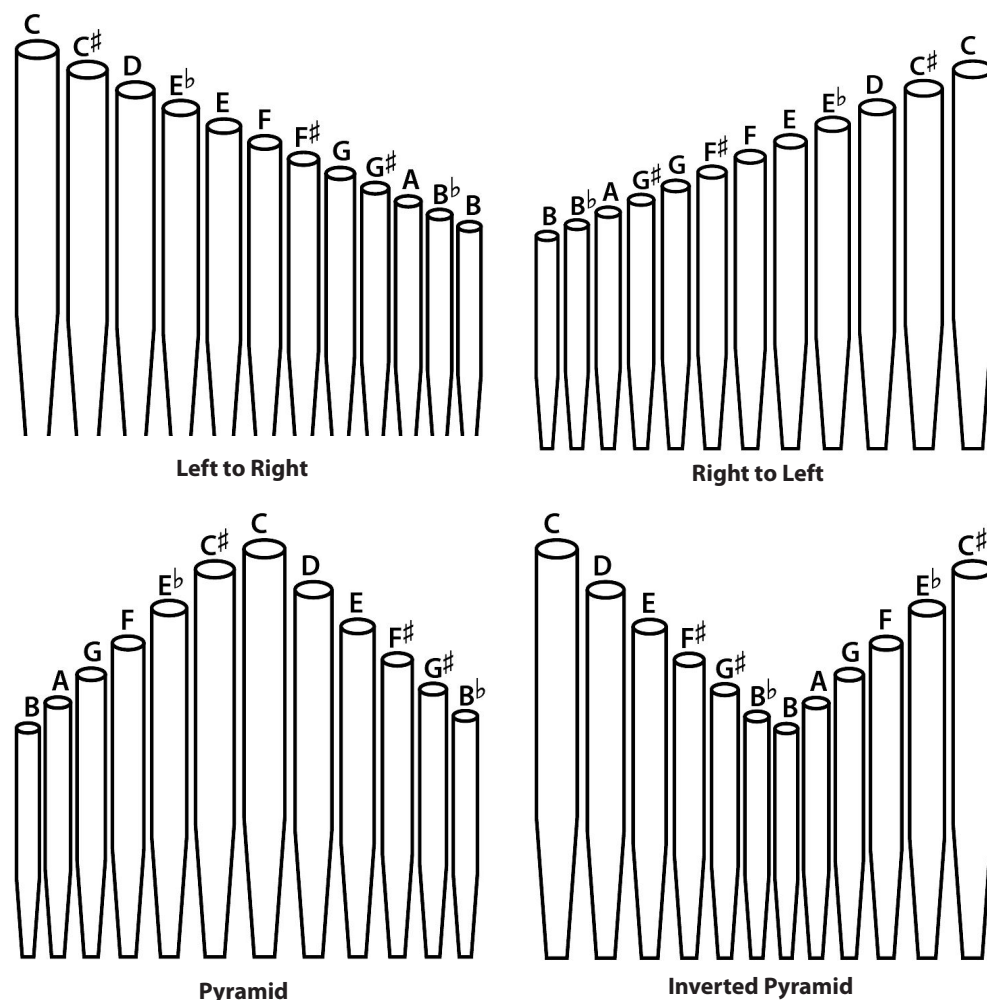 C C♯ D E♭ E F F♯ G G♯ A B♭ B
Left to Right
B B♭ A G♯ G F♯ F E E♭ D C♯ C
Right to Left
B A G F E♭ C♯ C D E F♯ G♯ B♭
Pyramid
C D E F♯ G♯ B♭ B A G F E♭ C♯
Inverted Pyramid